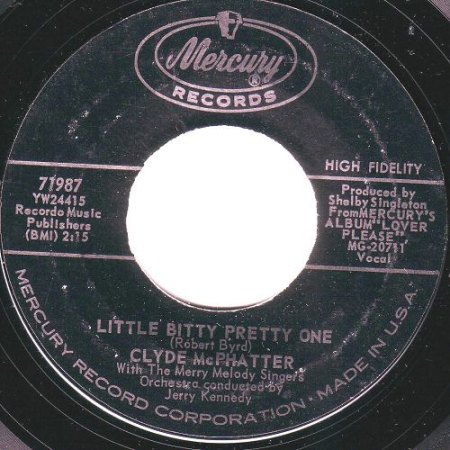 Mercury
®
RECORDS
HIGH FIDELITY
71987
YW24415
Recordo Music
Publishers
(BMI) 2:15
Produced by
Shelby Singleton
From MERCURY'S
ALBUM "LOVER
PLEASE",
MG-20711
Vocal
LITTLE BITTY PRETTY ONE
(Robert Byrd)
CLYDE McPHATTER
With The Merry Melody Singers
Orchestra conducted by
Jerry Kennedy
MERCURY RECORD CORPORATION · MADE IN U.S.A.